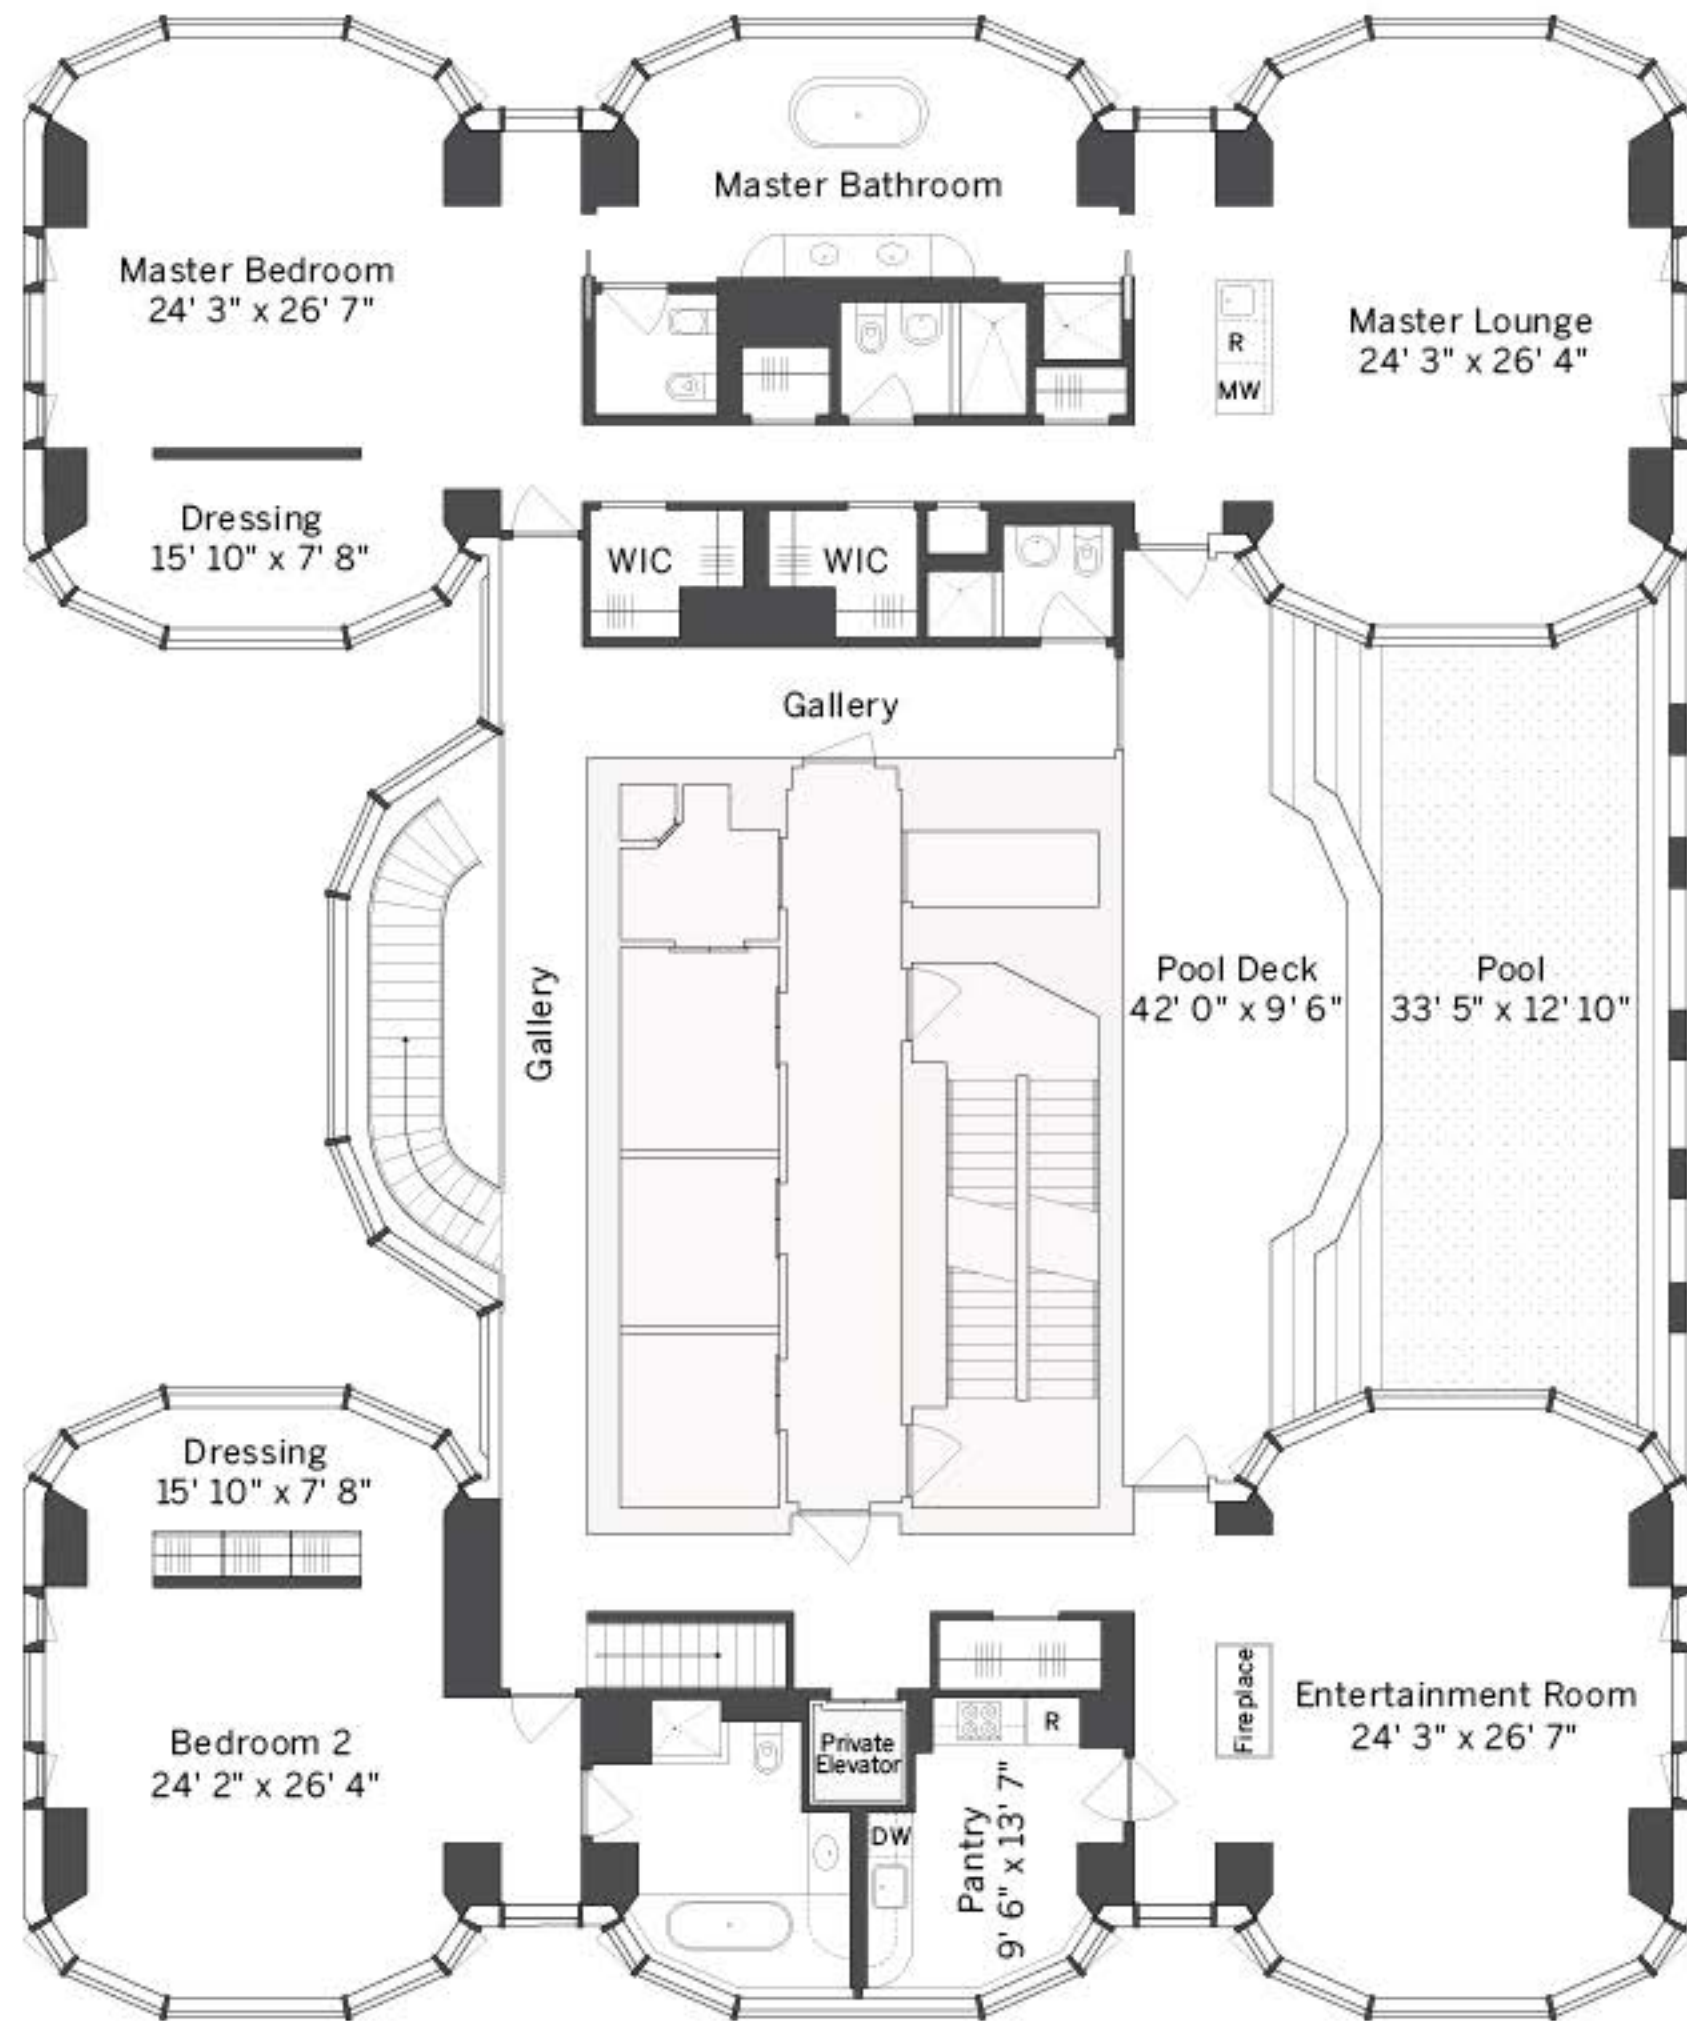 Master Bathroom
Master Bedroom
24' 3" x 26' 7"
R
MW
Master Lounge
24' 3" x 26' 4"
Dressing
15' 10" x 7' 8"
WIC
WIC
Gallery
Gallery
Pool Deck
42' 0" x 9' 6"
Pool
33' 5" x 12' 10"
Dressing
15' 10" x 7' 8"
Bedroom 2
24' 2" x 26' 4"
Private
Elevator
R
DW
Pantry
9' 6" x 13' 7"
Fireplace
Entertainment Room
24' 3" x 26' 7"